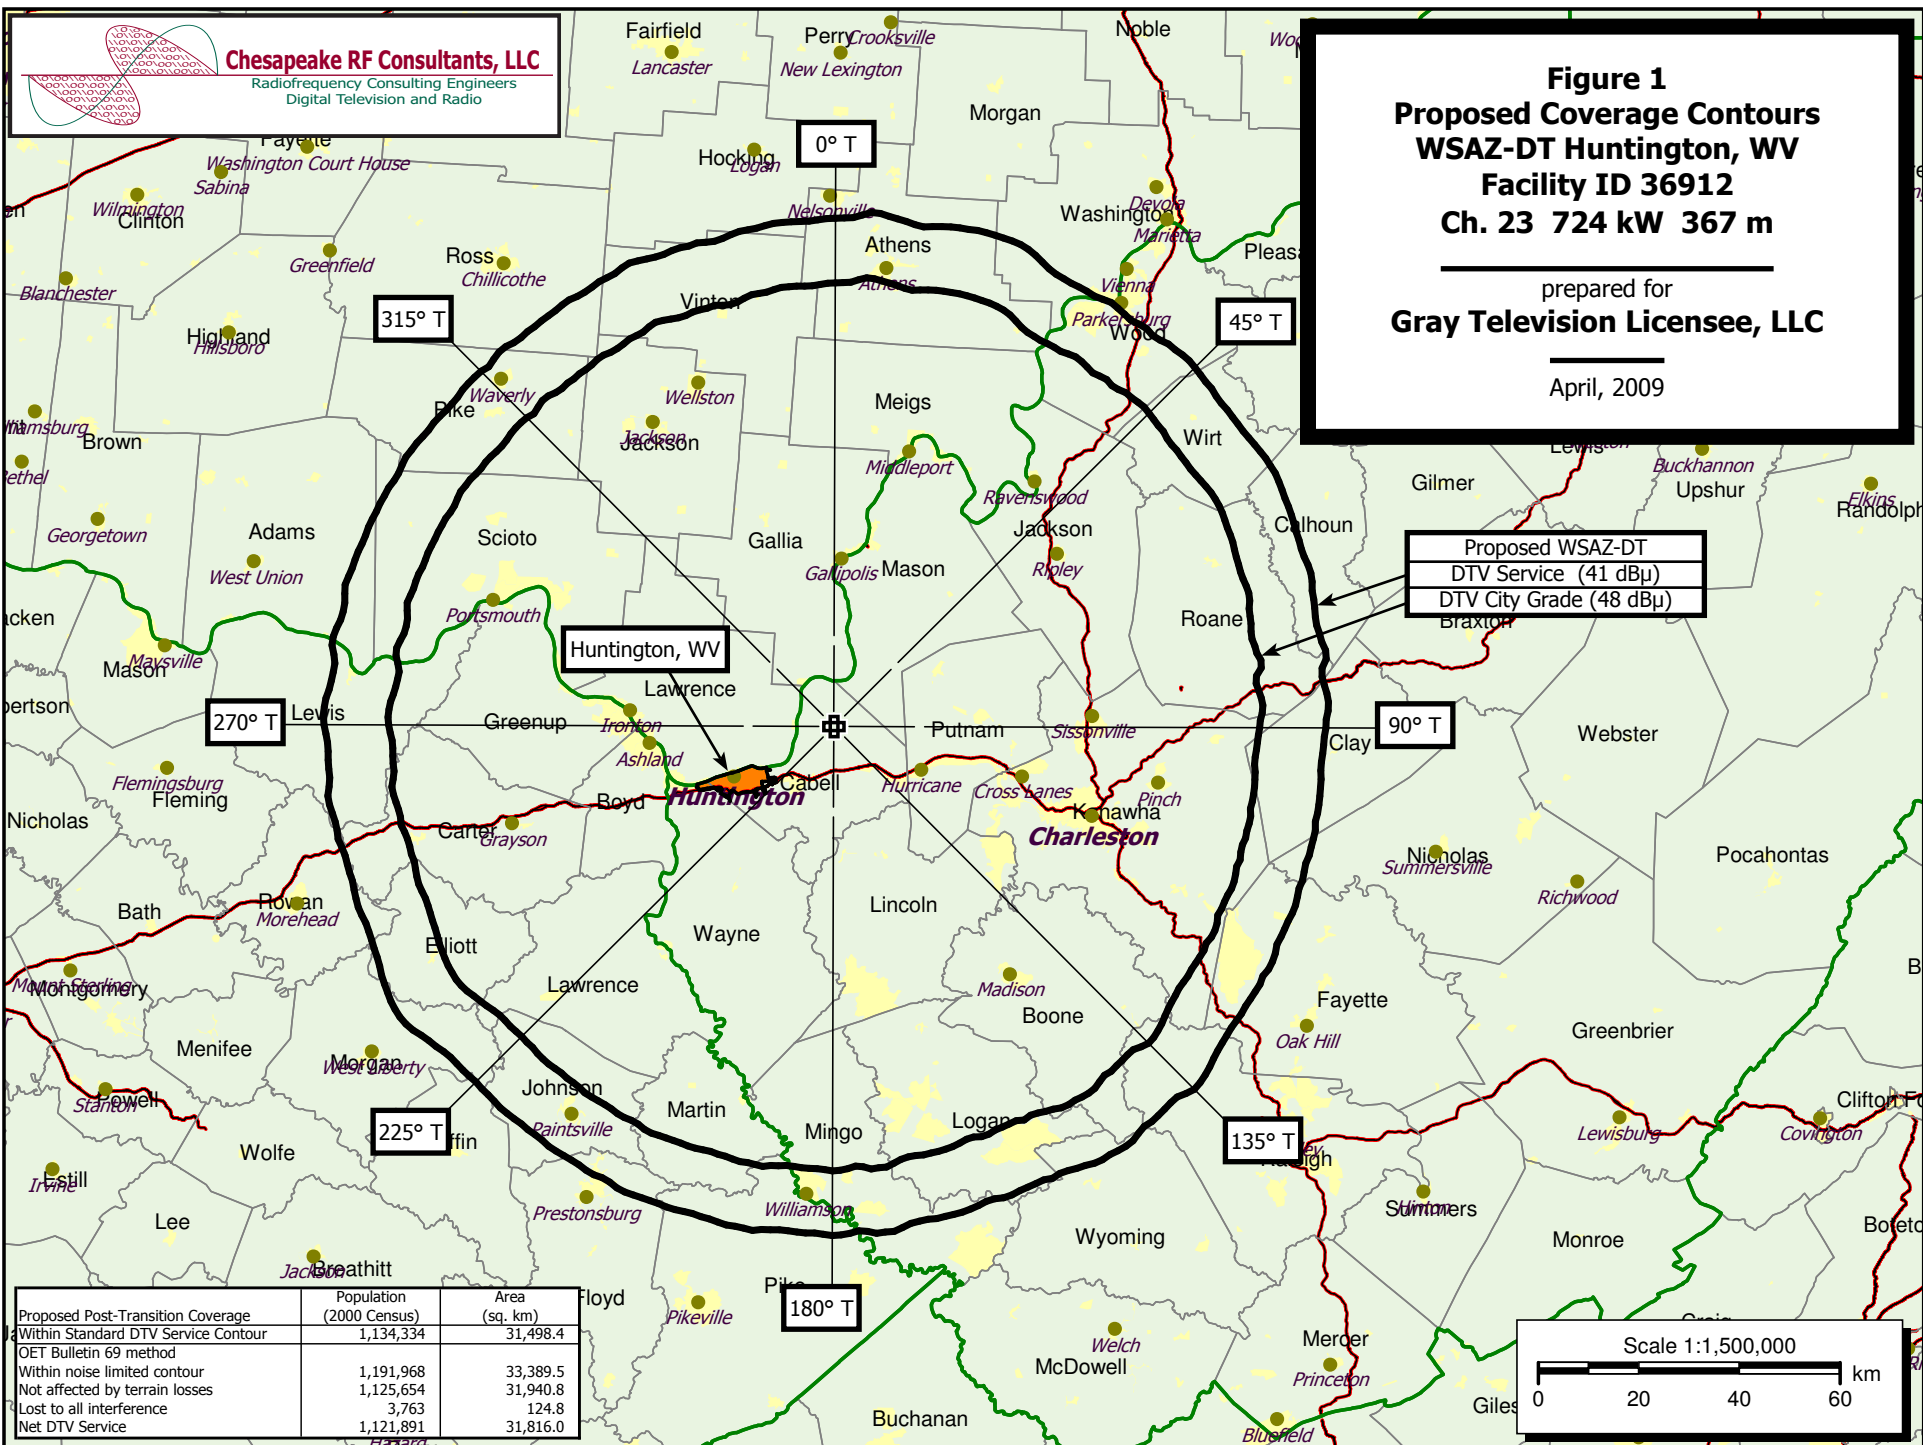 Chesapeake RF Consultants, LLC
Radiofrequency Consulting Engineers
Digital Television and Radio
Figure 1
Proposed Coverage Contours
WSAZ-DT Huntington, WV
Facility ID 36912
Ch. 23 724 kW 367 m
prepared for
Gray Television Licensee, LLC
April, 2009
Fairfield
Lancaster
Perry
Crooksville
New Lexington
Noble
Morgan
Hocking
Logan
0° T
Fayette
Washington Court House
Sabina
Wilmington
Clinton
Nelsonville
Devola
Washington
Marietta
Athens
Athens
Ross
Chillicothe
Greenfield
Blanchester
Vienna
Parkersburg
Wood
Vinton
315° T
45° T
Highland
Hillsboro
Waverly
Pike
Wellston
Jackson
Jackson
Meigs
Middleport
Wirt
Brown
Buckhannon
Upshur
Lewis
Gilmer
Elkins
Ravenswood
Jackson
Calhoun
Georgetown
Adams
West Union
Scioto
Gallia
Gallipolis
Mason
Ripley
Proposed WSAZ-DT
DTV Service (41 dBµ)
DTV City Grade (48 dBµ)
Braxton
Roane
Portsmouth
Huntington, WV
Lawrence
Mason
Maysville
270° T
Lewis
Greenup
Ironton
Ashland
Putnam
Sissonville
90° T
Clay
Webster
Flemingsburg
Fleming
Nicholas
Boyd
Huntington
Cabell
Hurricane
Cross Lanes
Pinch
Kanawha
Charleston
Carter
Grayson
Nicholas
Summersville
Richwood
Pocahontas
Bath
Rowan
Morehead
Elliott
Lincoln
Wayne
Mount Sterling
Montgomery
Lawrence
Madison
Boone
Fayette
Oak Hill
Greenbrier
Menifee
Morgan
West Liberty
Stanton
Powell
Johnson
Paintsville
Martin
Mingo
Logan
225° T
135° T
Lewisburg
Covington
Wolfe
Estill
Irvine
Prestonsburg
Williamson
Hinton
Summers
Lee
Wyoming
Monroe
Jackson
Breathitt
Floyd
Pikeville
180° T
Welch
McDowell
Mercer
Princeton
Buchanan
Bluefield
Proposed Post-Transition Coverage Population (2000 Census) Area (sq. km)
Within Standard DTV Service Contour 1,134,334 31,498.4
OET Bulletin 69 method
Within noise limited contour 1,191,968 33,389.5
Not affected by terrain losses 1,125,654 31,940.8
Lost to all interference 3,763 124.8
Net DTV Service 1,121,891 31,816.0
Scale 1:1,500,000
km
0 20 40 60